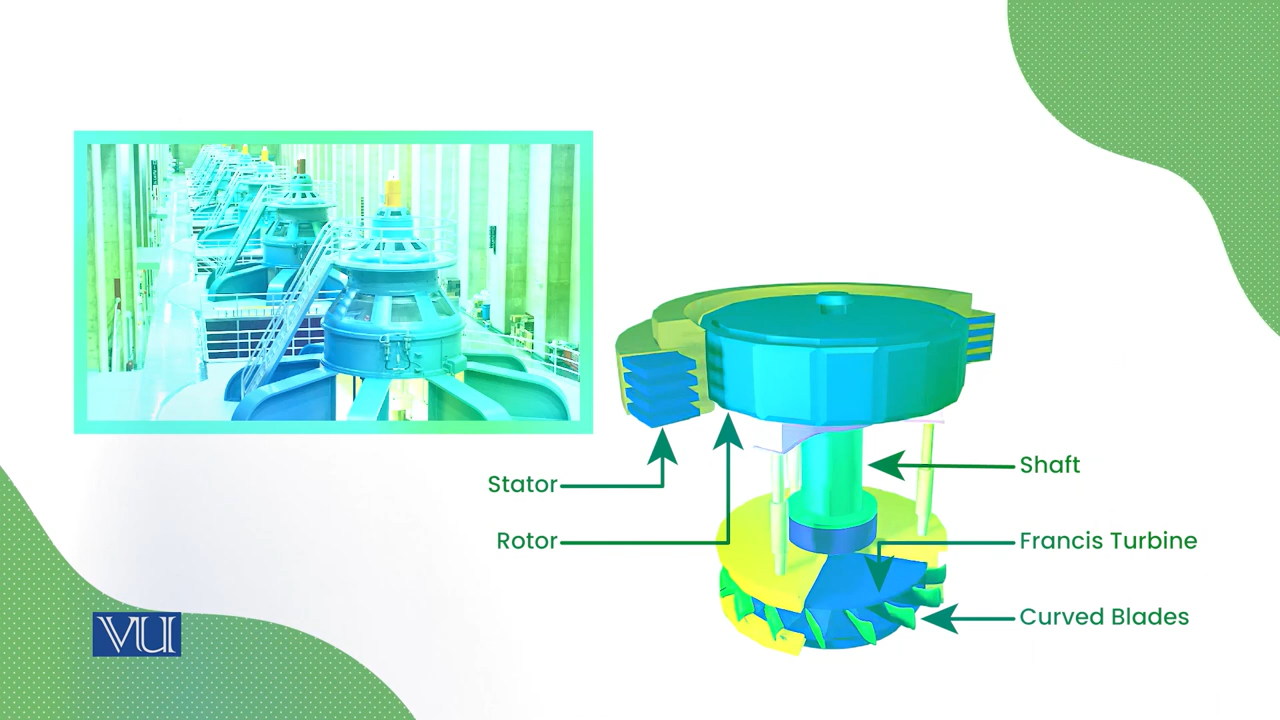 Stator
Rotor
Shaft
Francis Turbine
Curved Blades
VU